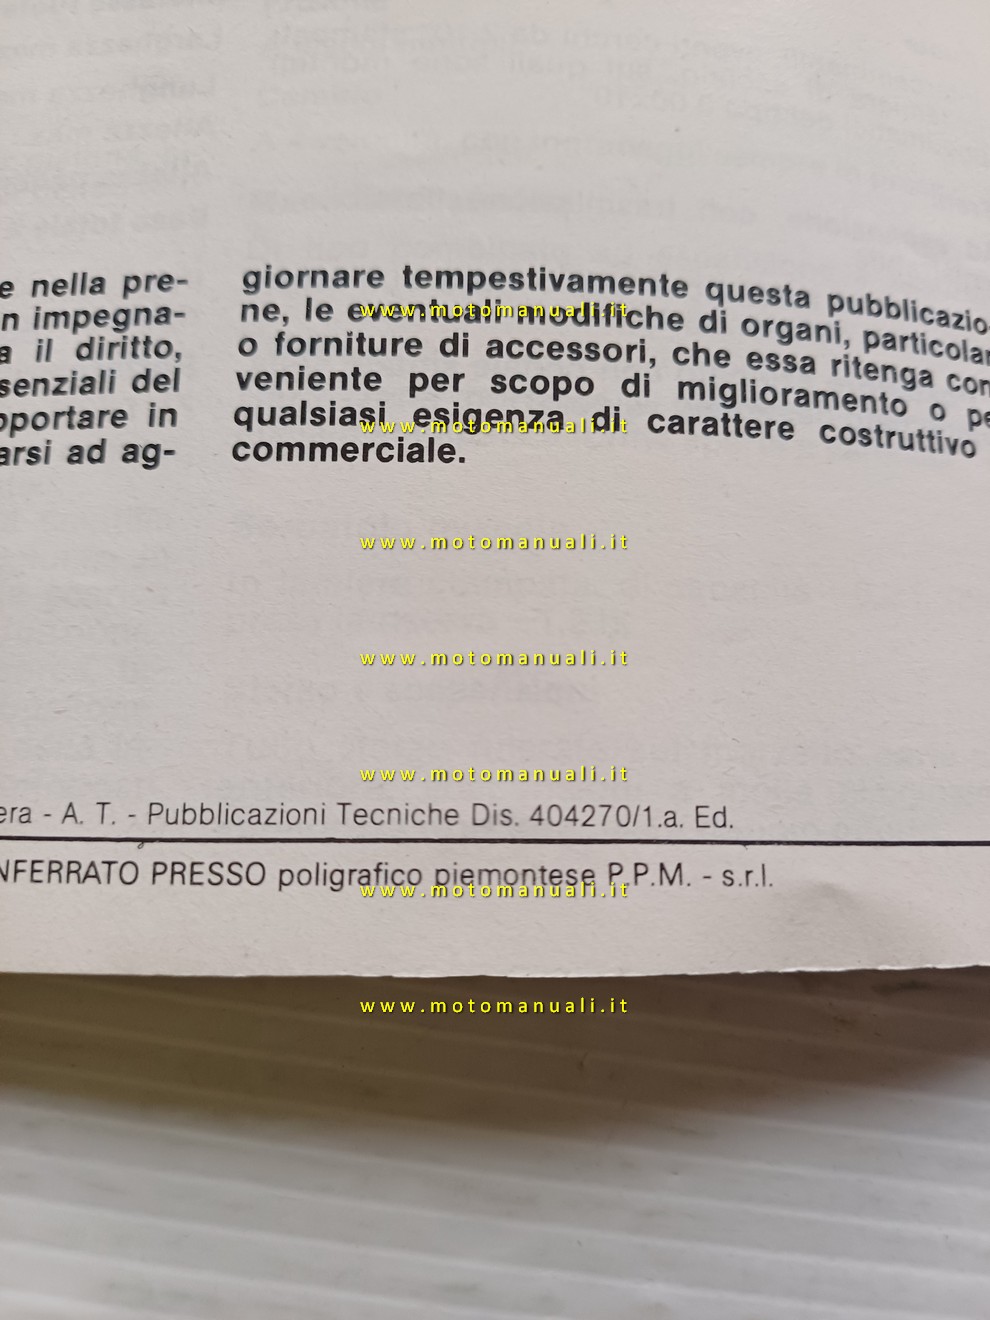 e nella pre-
n impegna-
a il diritto,
senziali del
pportare in
arsi ad ag-
giornare tempestivamente questa pubblicazio-
ne, le eventuali modifiche di organi, particolar
o forniture di accessori, che essa ritenga con
veniente per scopo di miglioramento o pe
qualsiasi esigenza di carattere costruttivo
commerciale.
www.motomanuali.it
www.motomanuali.it
www.motomanuali.it
www.motomanuali.it
www.motomanuali.it
era - A. T. - Pubblicazioni Tecniche Dis. 404270/1.a. Ed.
NFERRATO PRESSO poligrafico piemontese P.P.M. - s.r.l.
www.motomanuali.it
www.motomanuali.it